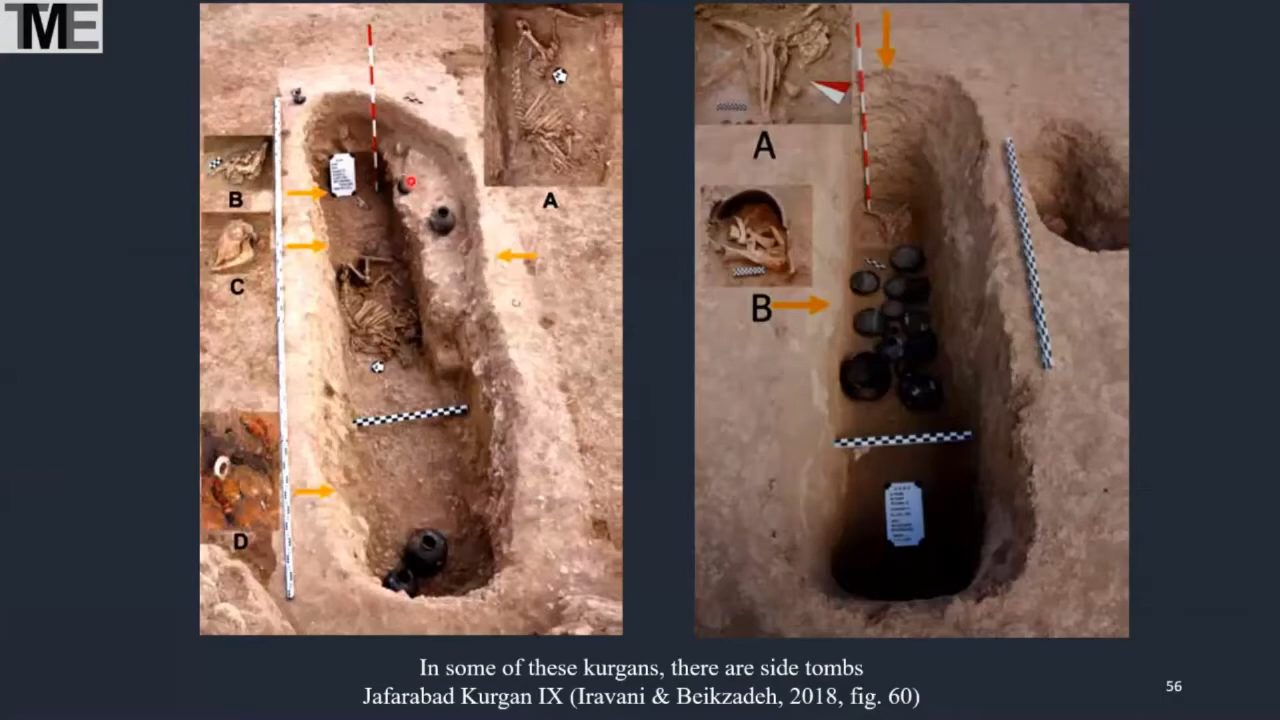 TME
A
B
C
D
A
B
In some of these kurgans, there are side tombs
Jafarabad Kurgan IX (Iravani & Beikzadeh, 2018, fig. 60)
56